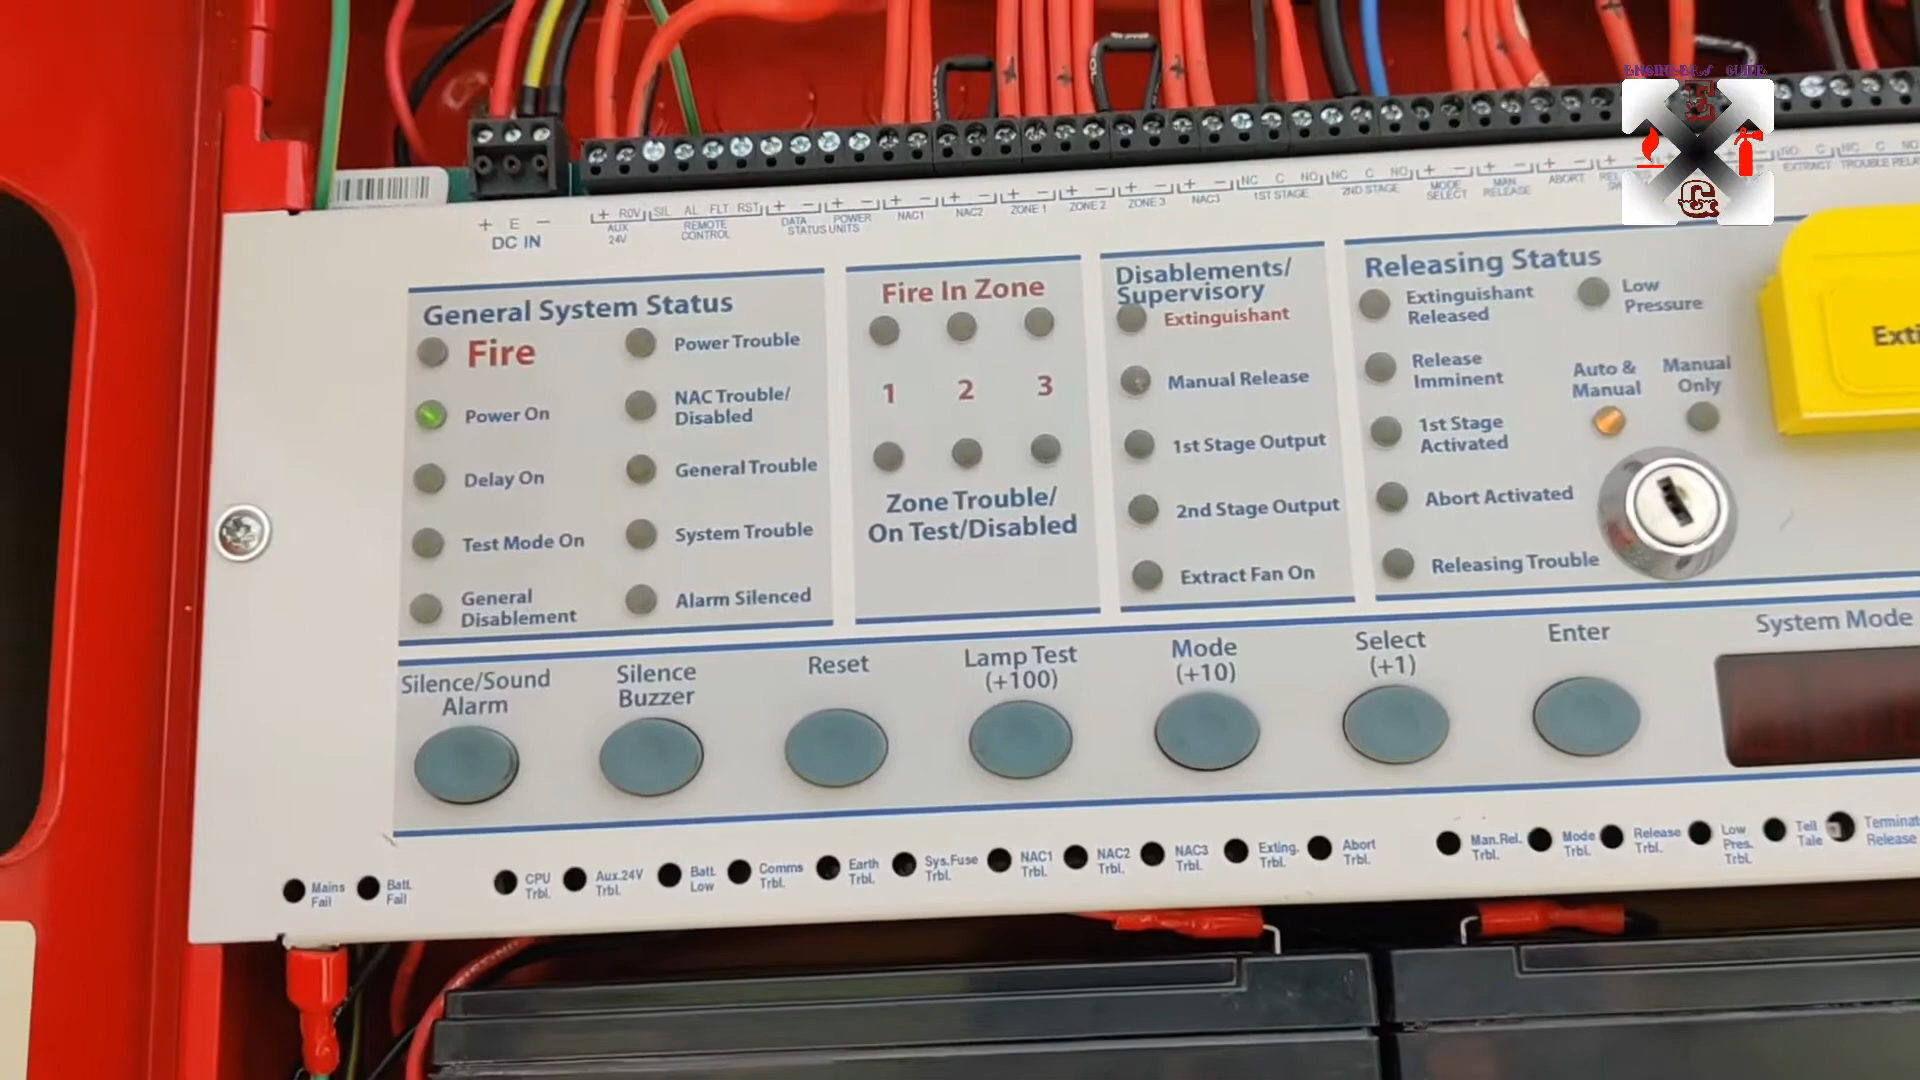 ENGINEERS GUIDE
E
G
+ E −
DC IN
+ R0V
AUX
24V
SIL AL FLT RST
REMOTE
CONTROL
+ − + −
DATA POWER
STATUS UNITS
+ −
NAC1
+ −
NAC2
+ −
ZONE 1
+ −
ZONE 2
+ −
ZONE 3
+ −
NAC3
NC C NO
1ST STAGE
NC C NO
2ND STAGE
+ −
MODE
SELECT
+ −
MAN
RELEASE
+ −
ABORT
NO C
EXTRACT
NC C NO
TROUBLE RELAY
General System Status
Fire
Power On
Delay On
Test Mode On
General
Disablement
Power Trouble
NAC Trouble/
Disabled
General Trouble
System Trouble
Alarm Silenced
Fire In Zone
1 2 3
Zone Trouble/
On Test/Disabled
Disablements/
Supervisory
Extinguishant
Manual Release
1st Stage Output
2nd Stage Output
Extract Fan On
Releasing Status
Extinguishant
Released
Release
Imminent
1st Stage
Activated
Abort Activated
Releasing Trouble
Low
Pressure
Auto &
Manual
Manual
Only
Exti
Silence/Sound
Alarm
Silence
Buzzer
Reset
Lamp Test
(+100)
Mode
(+10)
Select
(+1)
Enter
System Mode
Mains
Fail
Batt.
Fail
CPU
Trbl.
Aux.24V
Trbl.
Batt.
Low
Comms
Trbl.
Earth
Trbl.
Sys.Fuse
Trbl.
NAC1
Trbl.
NAC2
Trbl.
NAC3
Trbl.
Exting.
Trbl.
Abort
Trbl.
Man.Rel.
Trbl.
Mode
Trbl.
Release
Trbl.
Low
Pres.
Trbl.
Tell
Tale
Terminat
Release